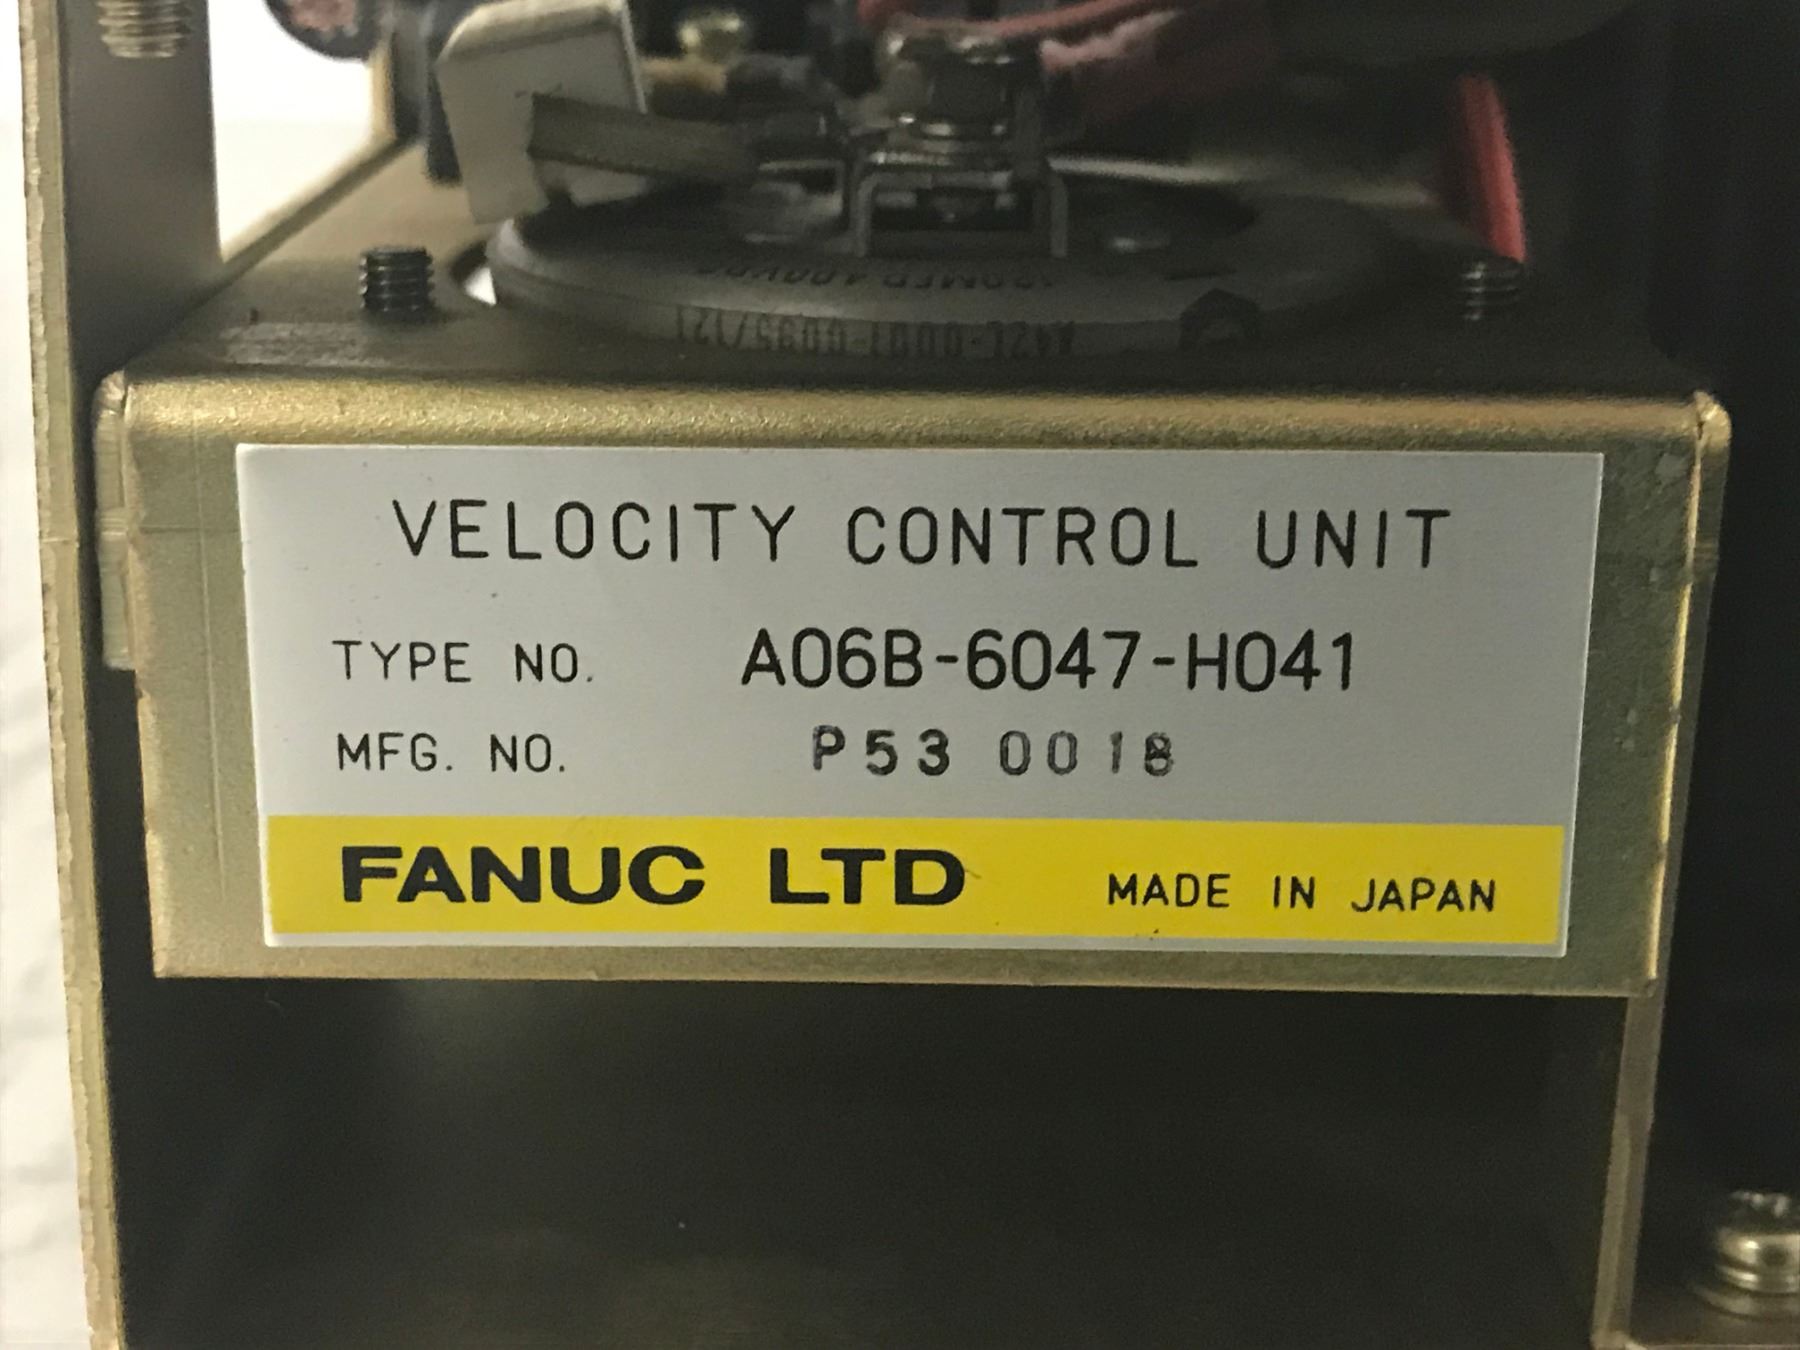 VELOCITY CONTROL UNIT
TYPE NO. A06B-6047-H041
MFG. NO. P53 0018
FANUC LTD MADE IN JAPAN